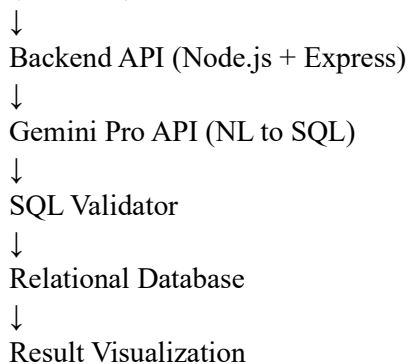 ↓
Backend API (Node.js + Express)
↓
Gemini Pro API (NL to SQL)
↓
SQL Validator
↓
Relational Database
↓
Result Visualization